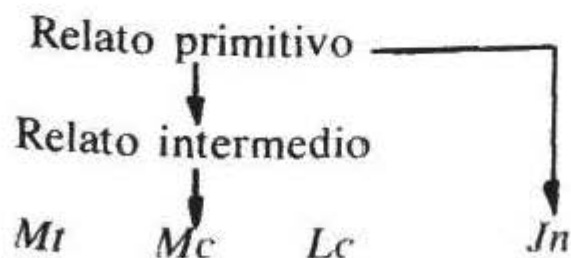 Relato primitivo
Relato intermedio
Mt Mc Lc Jn